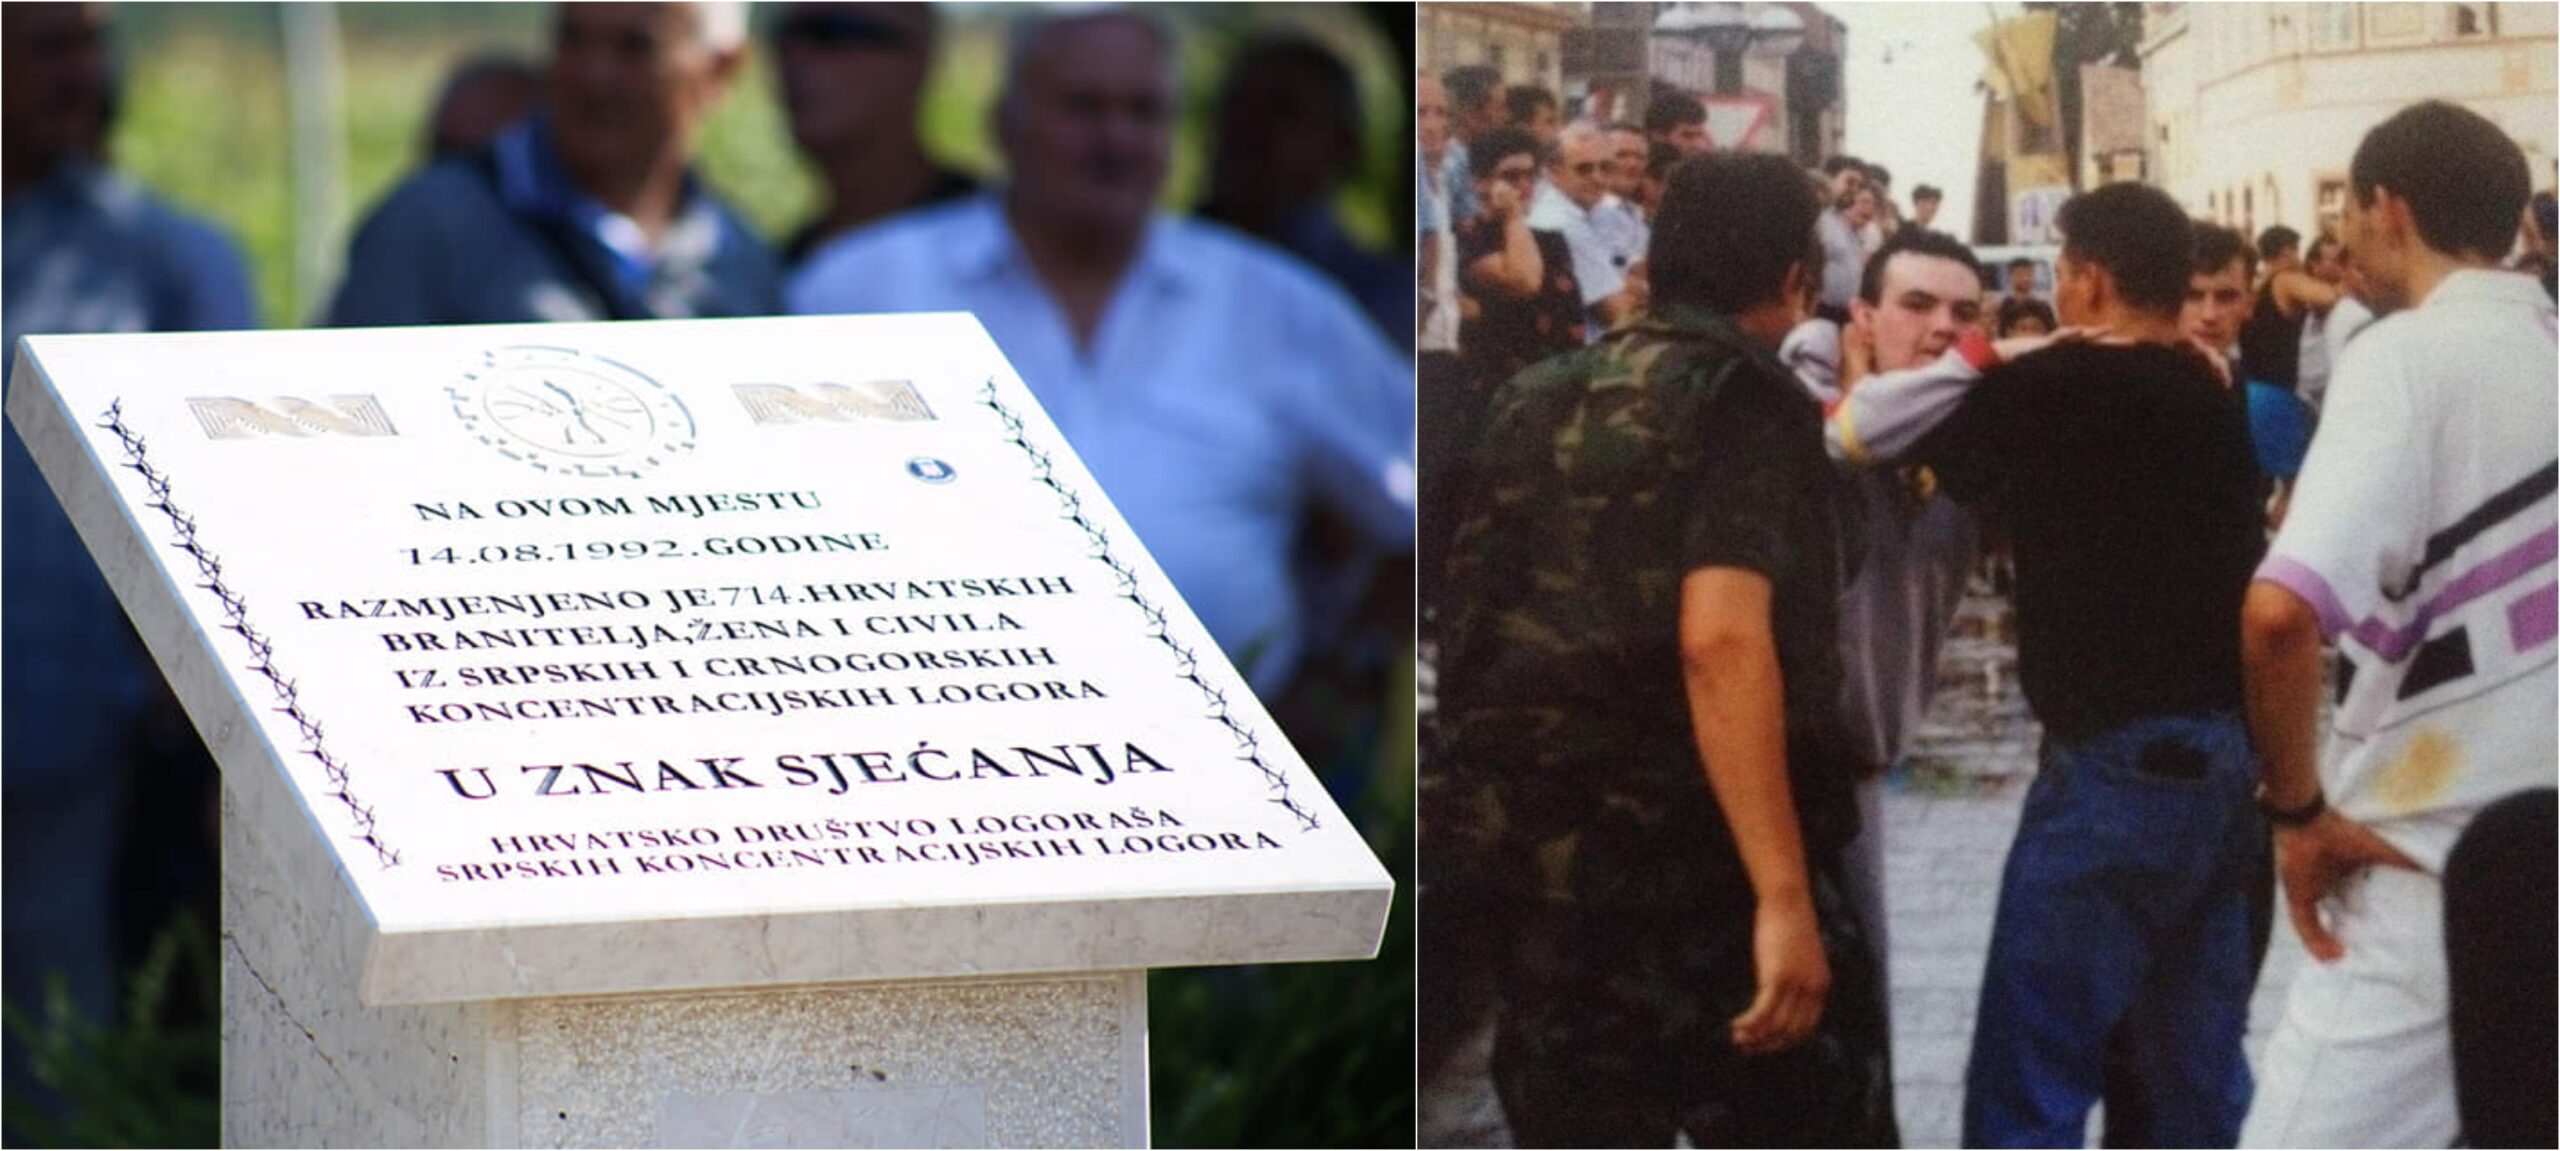 NA OVOM MJESTU
14.08.1992.GODINE
RAZMJENJENO JE 714.HRVATSKIH
BRANITELJA,ŽENA I CIVILA
IZ SRPSKIH I CRNOGORSKIH
KONCENTRACIJSKIH LOGORA
U ZNAK SJEĆANJA
HRVATSKO DRUŠTVO LOGORAŠA
SRPSKIH KONCENTRACIJSKIH LOGORA